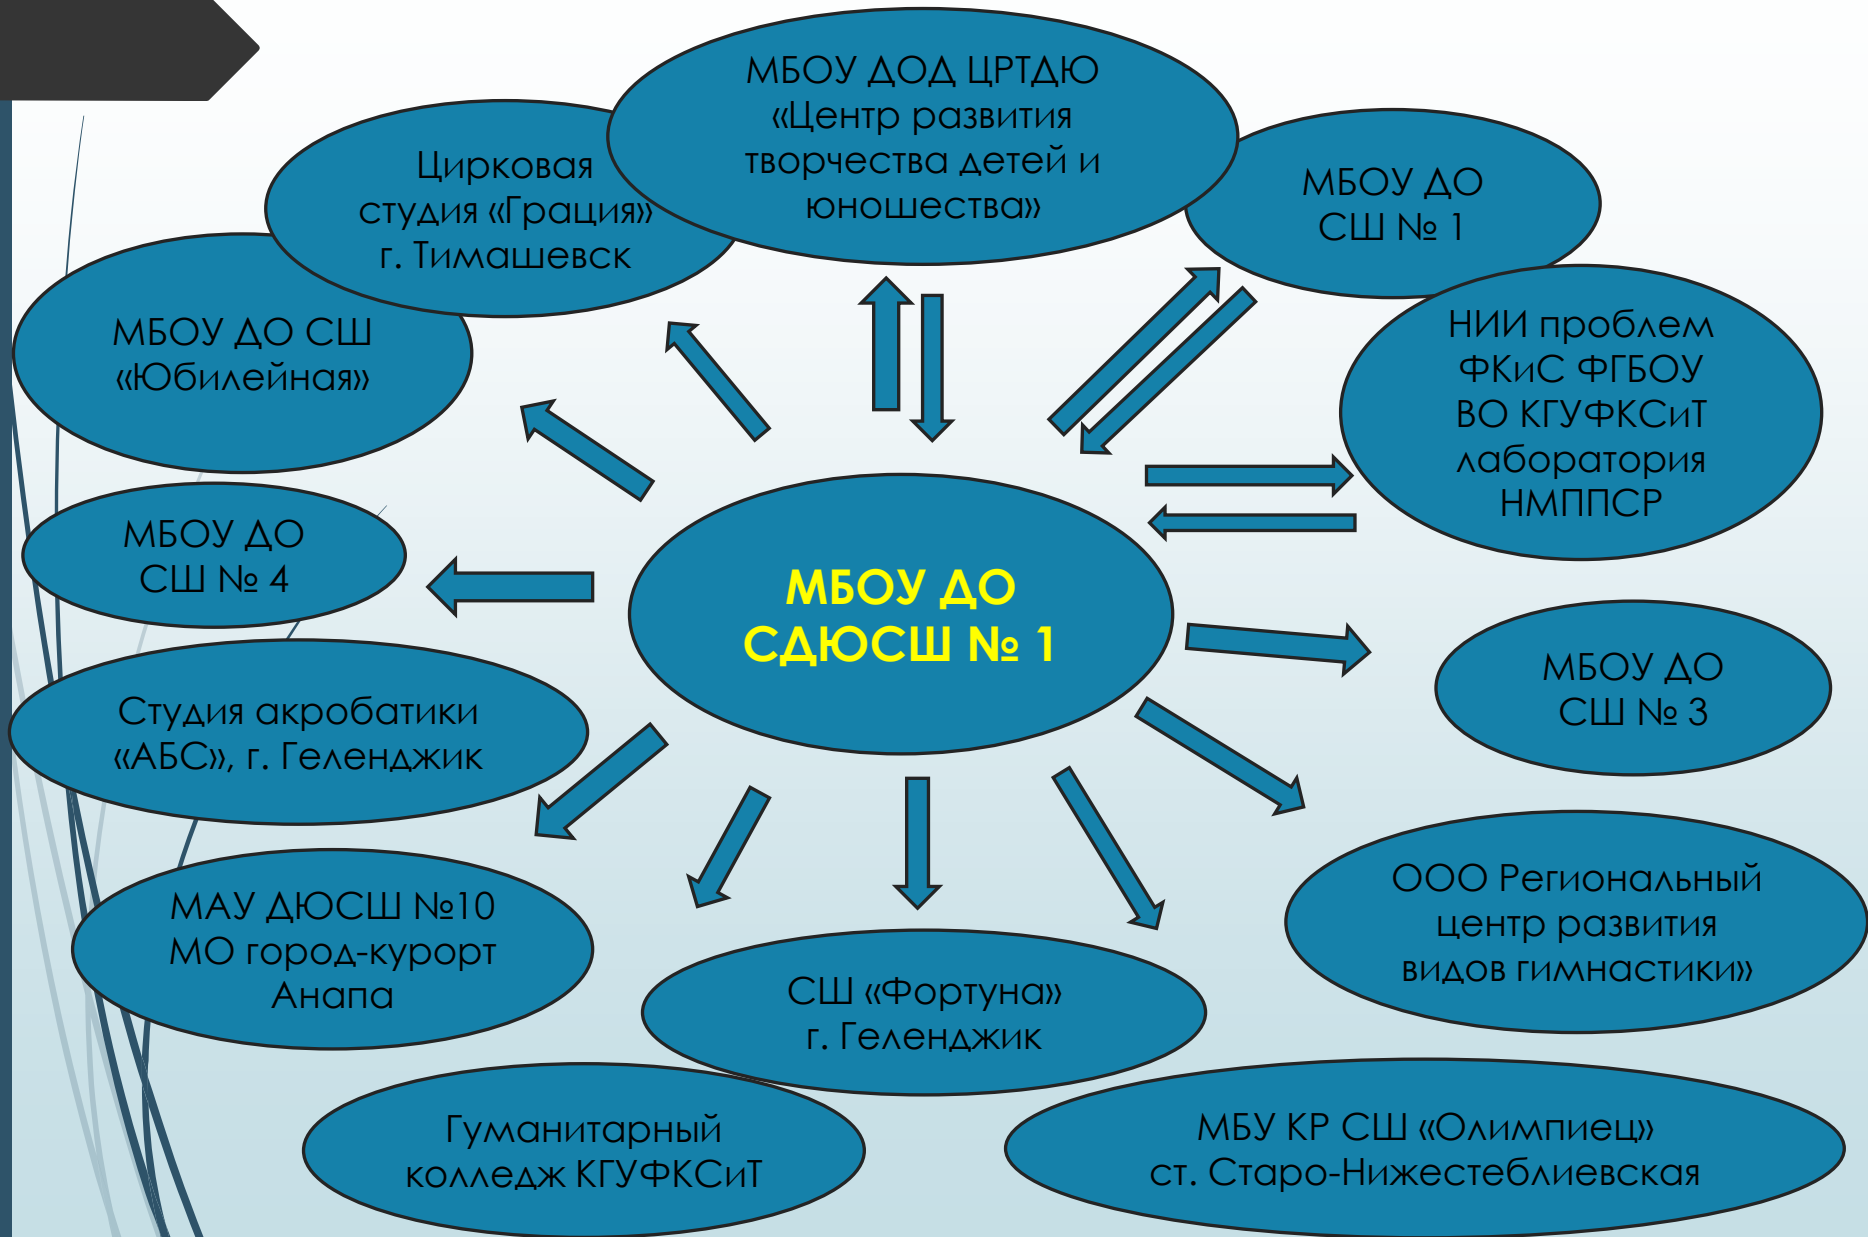 МБОУ ДОД ЦРТДЮ
«Центр развития
творчества детей и
юношества»
Цирковая
студия «Грация»
г. Тимашевск
МБОУ ДО
СШ № 1
МБОУ ДО СШ
«Юбилейная»
НИИ проблем
ФКиС ФГБОУ
ВО КГУФКСиТ
лаборатория
НМППСР
МБОУ ДО
СШ № 4
МБОУ ДО
СДЮСШ № 1
МБОУ ДО
СШ № 3
Студия акробатики
«АБС», г. Геленджик
МАУ ДЮСШ №10
МО город-курорт
Анапа
ООО Региональный
центр развития
видов гимнастики»
СШ «Фортуна»
г. Геленджик
Гуманитарный
колледж КГУФКСиТ
МБУ КР СШ «Олимпиец»
ст. Старо-Нижестеблиевская